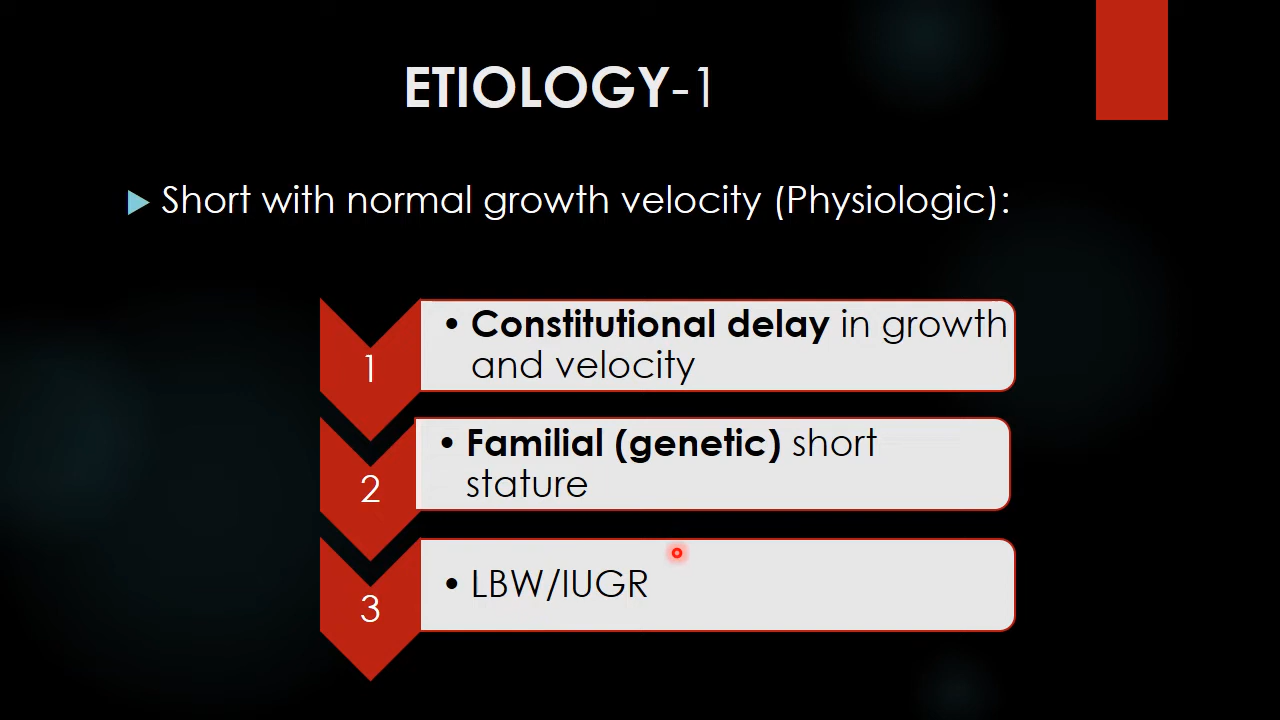 ETIOLOGY-1
Short with normal growth velocity (Physiologic):
1
• Constitutional delay in growth
and velocity
2
• Familial (genetic) short
stature
3
• LBW/IUGR